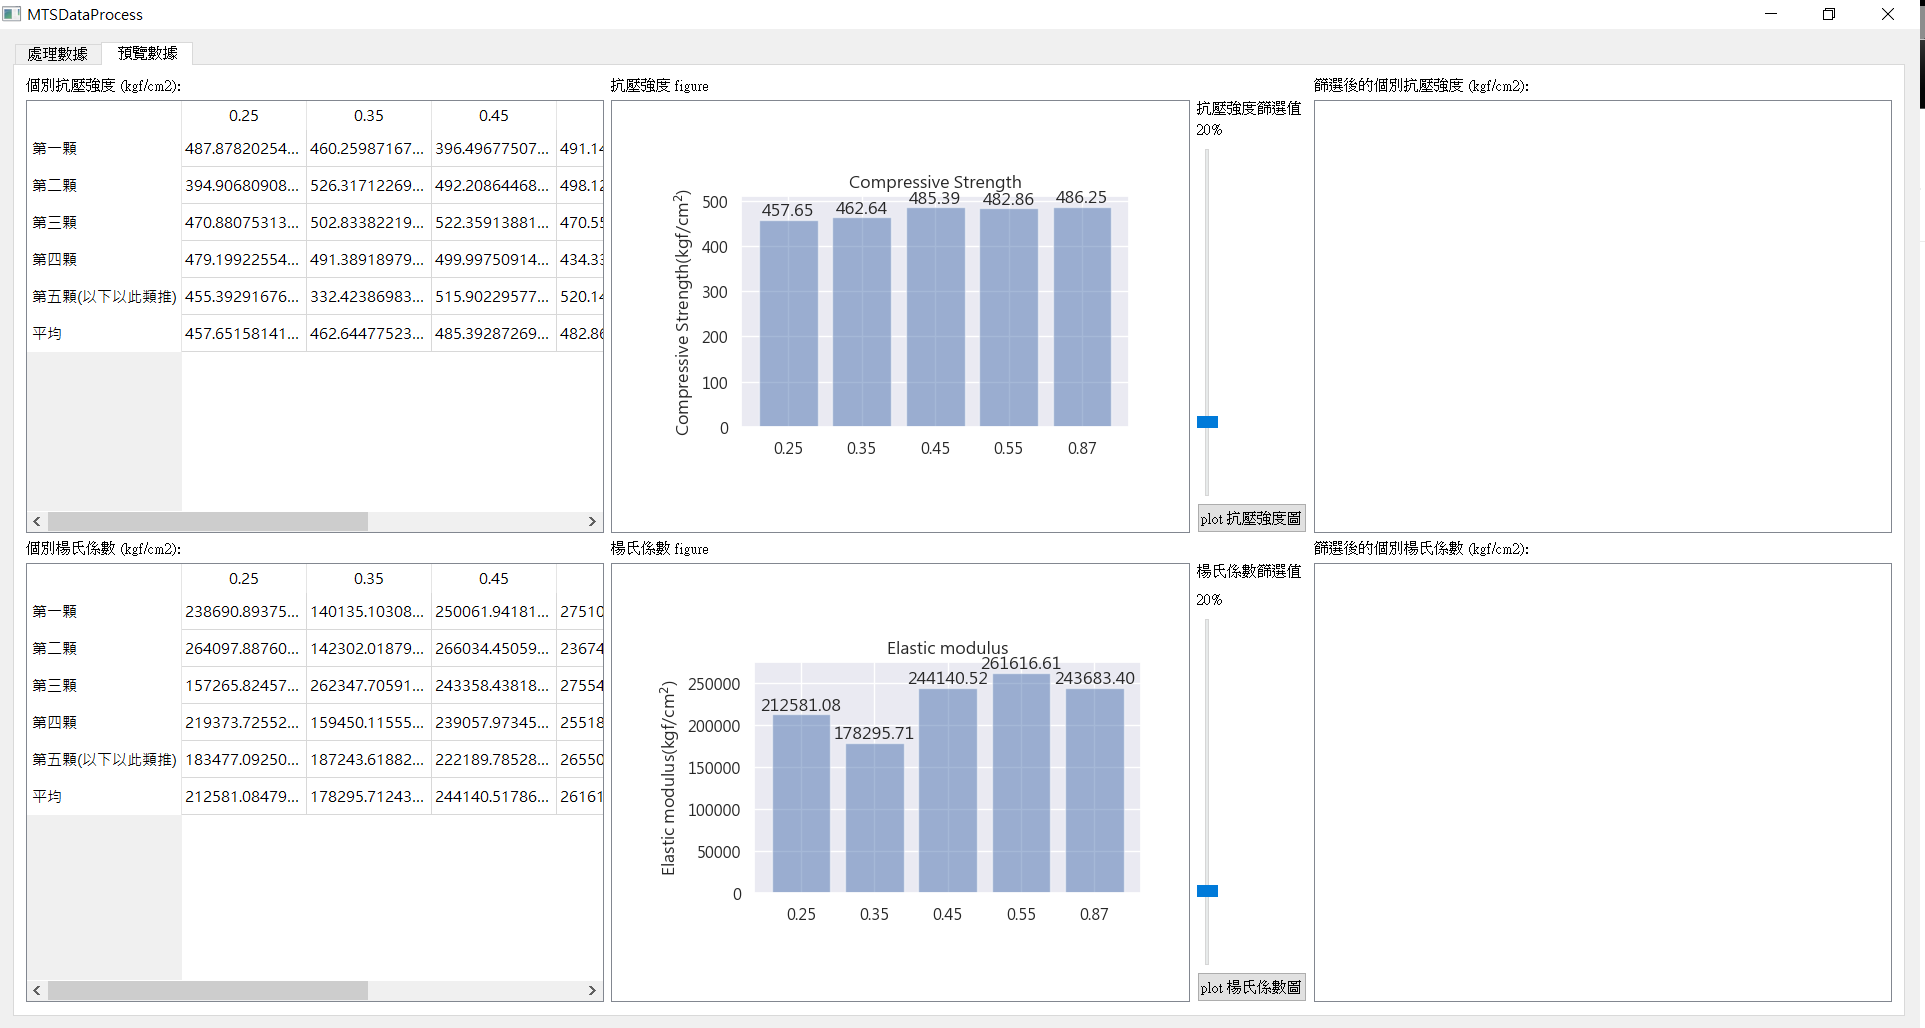 MTSDataProcess
處理數據 預覽數據
個別抗壓強度 (kgf/cm2):
0.25 0.35 0.45
第一顆 487.87820254... 460.25987167... 396.49677507... 491.14
第二顆 394.90680908... 526.31712269... 492.20864468... 498.12
第三顆 470.88075313... 502.83382219... 522.35913881... 470.55
第四顆 479.19922554... 491.38918979... 499.99750914... 434.33
第五顆(以下以此類推) 455.39291676... 332.42386983... 515.90229577... 520.14
平均 457.65158141... 462.64477523... 485.39287269... 482.86
抗壓強度 figure
Compressive Strength
Compressive Strength(kgf/cm²)
500
400
300
200
100
0
457.65 462.64 485.39 482.86 486.25
0.25 0.35 0.45 0.55 0.87
抗壓強度篩選值
20%
plot 抗壓強度圖
篩選後的個別抗壓強度 (kgf/cm2):
個別楊氏係數 (kgf/cm2):
0.25 0.35 0.45
第一顆 238690.89375... 140135.10308... 250061.94181... 27510
第二顆 264097.88760... 142302.01879... 266034.45059... 23674
第三顆 157265.82457... 262347.70591... 243358.43818... 27554
第四顆 219373.72552... 159450.11555... 239057.97345... 25518
第五顆(以下以此類推) 183477.09250... 187243.61882... 222189.78528... 26550
平均 212581.08479... 178295.71243... 244140.51786... 26161
楊氏係數 figure
Elastic modulus
Elastic modulus(kgf/cm²)
250000
200000
150000
100000
50000
0
212581.08 178295.71 244140.52 261616.61 243683.40
0.25 0.35 0.45 0.55 0.87
楊氏係數篩選值
20%
plot 楊氏係數圖
篩選後的個別楊氏係數 (kgf/cm2):